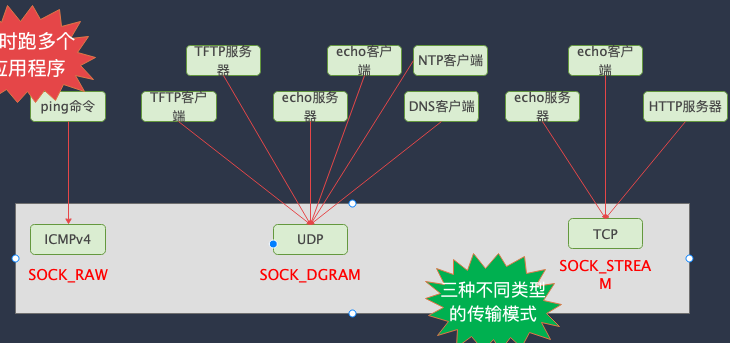 时跑多个
应用程序
TFTP服务
器
echo客户
端
NTP客户端
echo客户
端
ping命令
TFTP客户
端
echo服务
器
DNS客户端
echo服务
器
HTTP服务器
ICMPv4
UDP
TCP
SOCK_RAW
SOCK_DGRAM
SOCK_STREA
M
三种不同类型
的传输模式